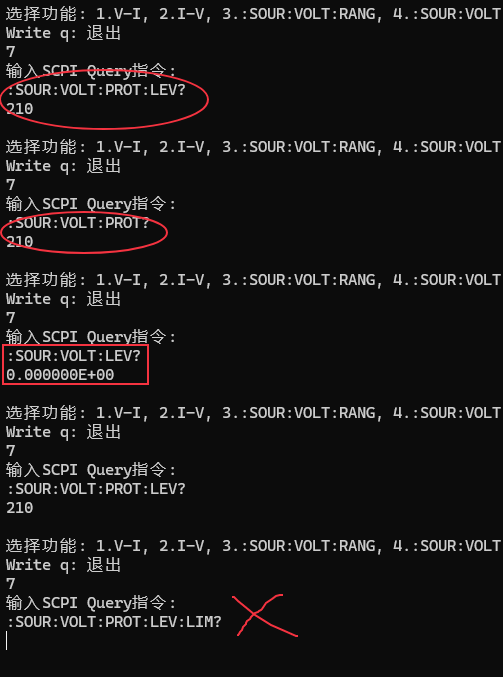 选择功能: 1.V-I, 2.I-V, 3.:SOUR:VOLT:RANG, 4.:SOUR:VOLT
Write q: 退出
7
输入SCPI Query指令:
:SOUR:VOLT:PROT:LEV?
210
选择功能: 1.V-I, 2.I-V, 3.:SOUR:VOLT:RANG, 4.:SOUR:VOLT
Write q: 退出
7
输入SCPI Query指令:
:SOUR:VOLT:PROT?
210
选择功能: 1.V-I, 2.I-V, 3.:SOUR:VOLT:RANG, 4.:SOUR:VOLT
Write q: 退出
7
输入SCPI Query指令:
:SOUR:VOLT:LEV?
0.000000E+00
选择功能: 1.V-I, 2.I-V, 3.:SOUR:VOLT:RANG, 4.:SOUR:VOLT
Write q: 退出
7
输入SCPI Query指令:
:SOUR:VOLT:PROT:LEV?
210
选择功能: 1.V-I, 2.I-V, 3.:SOUR:VOLT:RANG, 4.:SOUR:VOLT
Write q: 退出
7
输入SCPI Query指令:
:SOUR:VOLT:PROT:LEV:LIM?